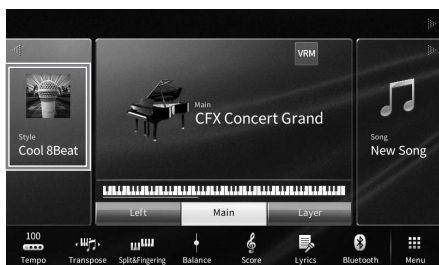 VRM
Main
CFX Concert Grand
Style
Cool 8Beat
Song
New Song
Left
Main
Layer
100
Tempo
Transpose
Split&Fingering
Balance
Score
Lyrics
Bluetooth
Menu